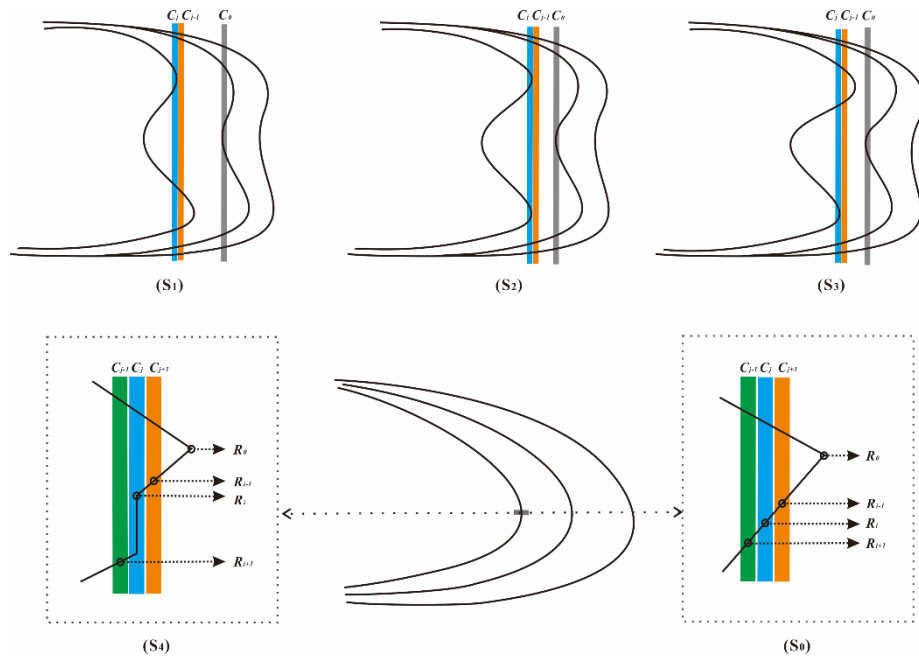 Cj Cj-1 C0
Cj Cj-1 C0
Cj Cj-1 C0
(S1)
(S2)
(S3)
Cj-1 Cj Cj+1
R0
Ri-1
Ri
Ri+1
(S4)
Cj-1 Cj Cj+1
R0
Ri-1
Ri
Ri+1
(S0)